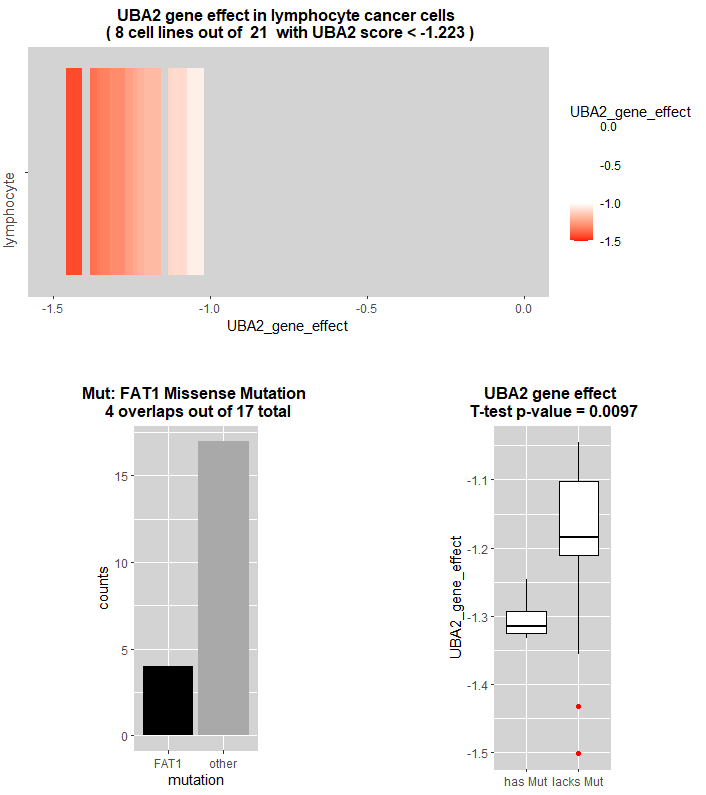 UBA2 gene effect in lymphocyte cancer cells
( 8 cell lines out of  21  with UBA2 score < -1.223 )
lymphocyte
-1.5
-1.0
-0.5
0.0
UBA2_gene_effect
UBA2_gene_effect
0.0
-0.5
-1.0
-1.5
Mut: FAT1 Missense Mutation
4 overlaps out of 17 total
counts
15
10
5
0
FAT1
other
mutation
UBA2 gene effect
T-test p-value = 0.0097
UBA2_gene_effect
-1.1
-1.2
-1.3
-1.4
-1.5
has Mut
lacks Mut